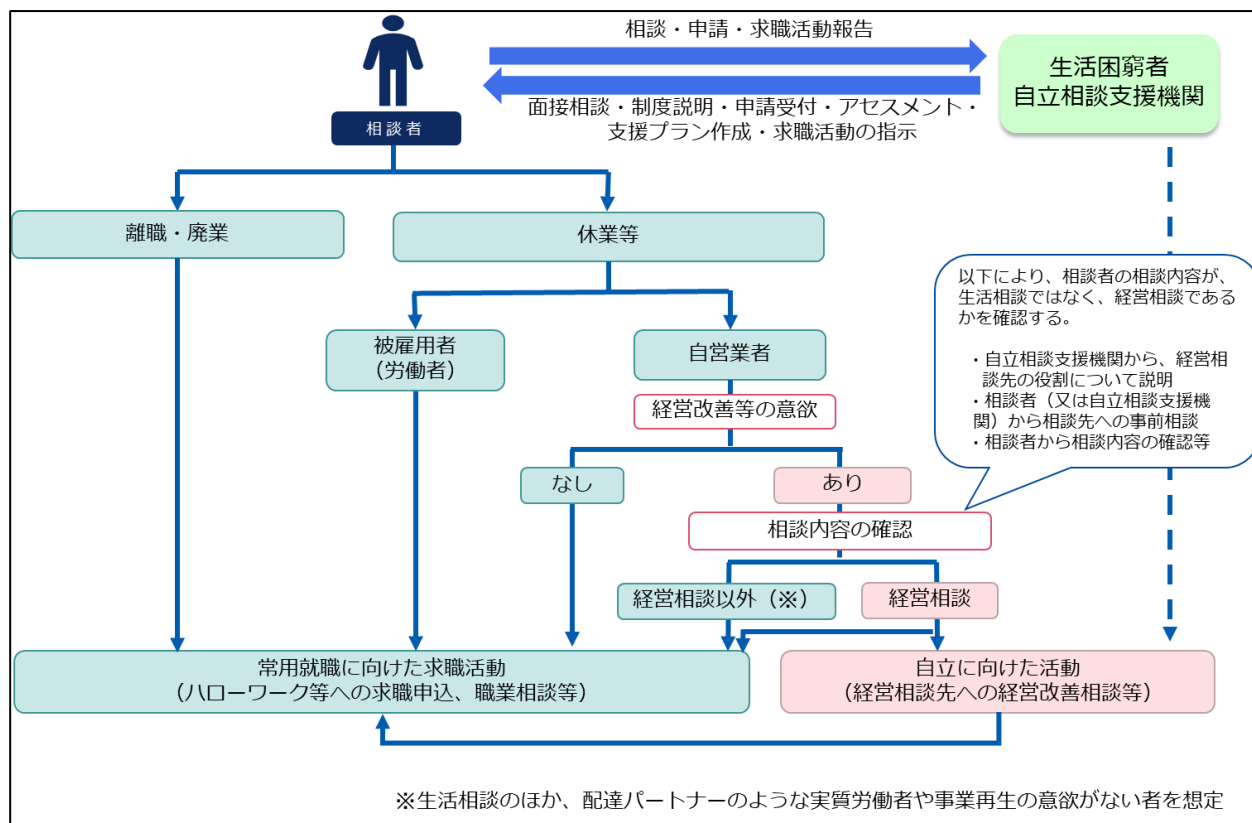 相談・申請・求職活動報告
生活困窮者
自立相談支援機関
面接相談・制度説明・申請受付・アセスメント・
支援プラン作成・求職活動の指示
相談者
離職・廃業
休業等
以下により、相談者の相談内容が、
生活相談ではなく、経営相談である
かを確認する。
・自立相談支援機関から、経営相
談先の役割について説明
・相談者（又は自立相談支援機
関）から相談先への事前相談
・相談者から相談内容の確認等
被雇用者
（労働者）
自営業者
経営改善等の意欲
なし
あり
相談内容の確認
経営相談以外（※）
経営相談
常用就職に向けた求職活動
（ハローワーク等への求職申込、職業相談等）
自立に向けた活動
（経営相談先への経営改善相談等）
※生活相談のほか、配達パートナーのような実質労働者や事業再生の意欲がない者を想定